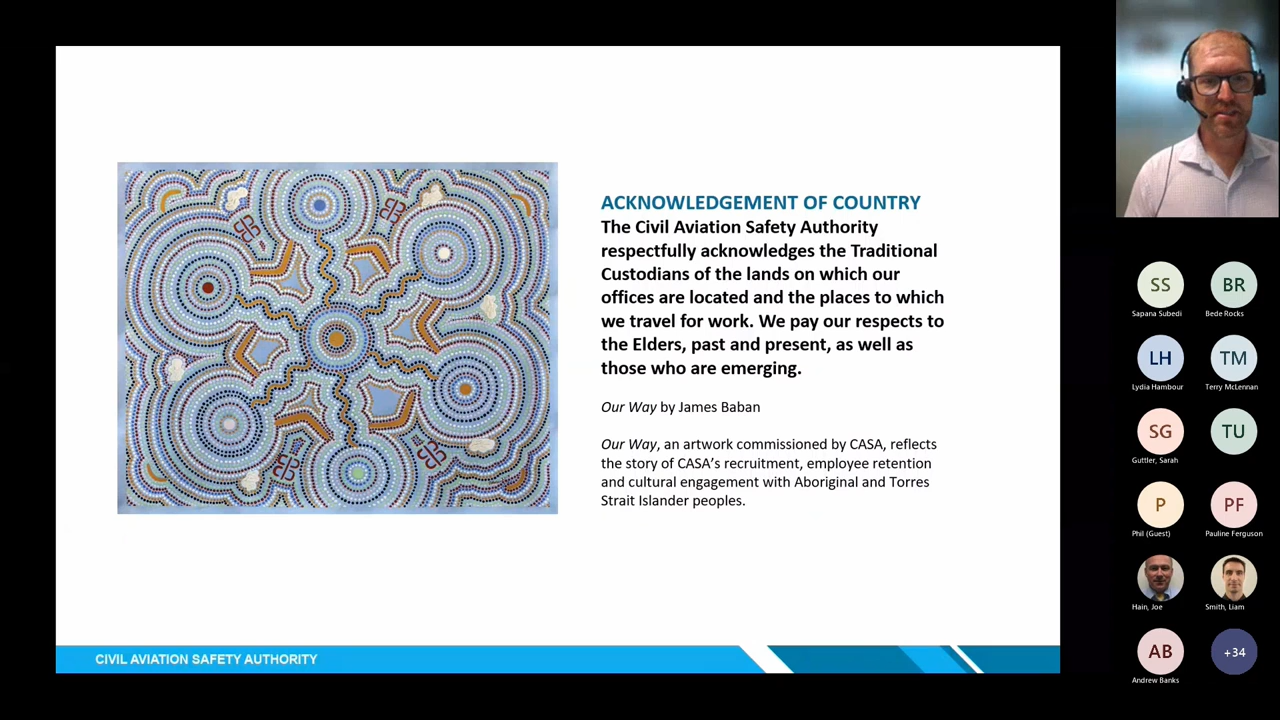 ACKNOWLEDGEMENT OF COUNTRY
The Civil Aviation Safety Authority
respectfully acknowledges the Traditional
Custodians of the lands on which our
offices are located and the places to which
we travel for work. We pay our respects to
the Elders, past and present, as well as
those who are emerging.
Our Way by James Baban
Our Way, an artwork commissioned by CASA, reflects
the story of CASA's recruitment, employee retention
and cultural engagement with Aboriginal and Torres
Strait Islander peoples.
CIVIL AVIATION SAFETY AUTHORITY
SS BR
Sapana Subedi Bede Rocks
LH TM
Lydia Hambour Terry McLennan
SG TU
Guttler, Sarah
P PF
Phil (Guest) Pauline Ferguson
Hain, Joe Smith, Liam
AB +34
Andrew Banks